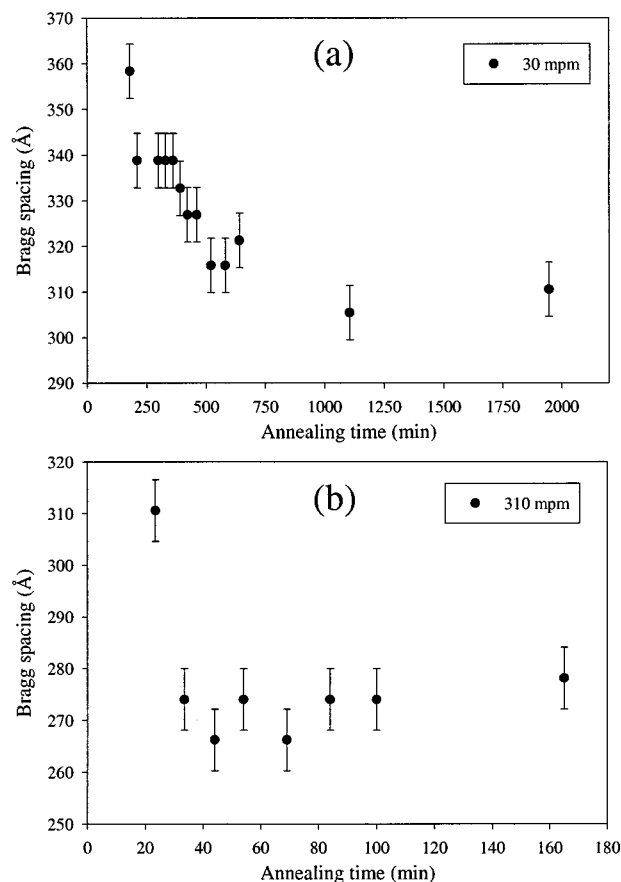 370
360
350
340
330
320
310
300
290
Bragg spacing (Å)
(a)
30 mpm
0 250 500 750 1000 1250 1500 1750 2000
Annealing time (min)
320
310
300
290
280
270
260
250
Bragg spacing (Å)
(b)
310 mpm
0 20 40 60 80 100 120 140 160 180
Annealing time (min)